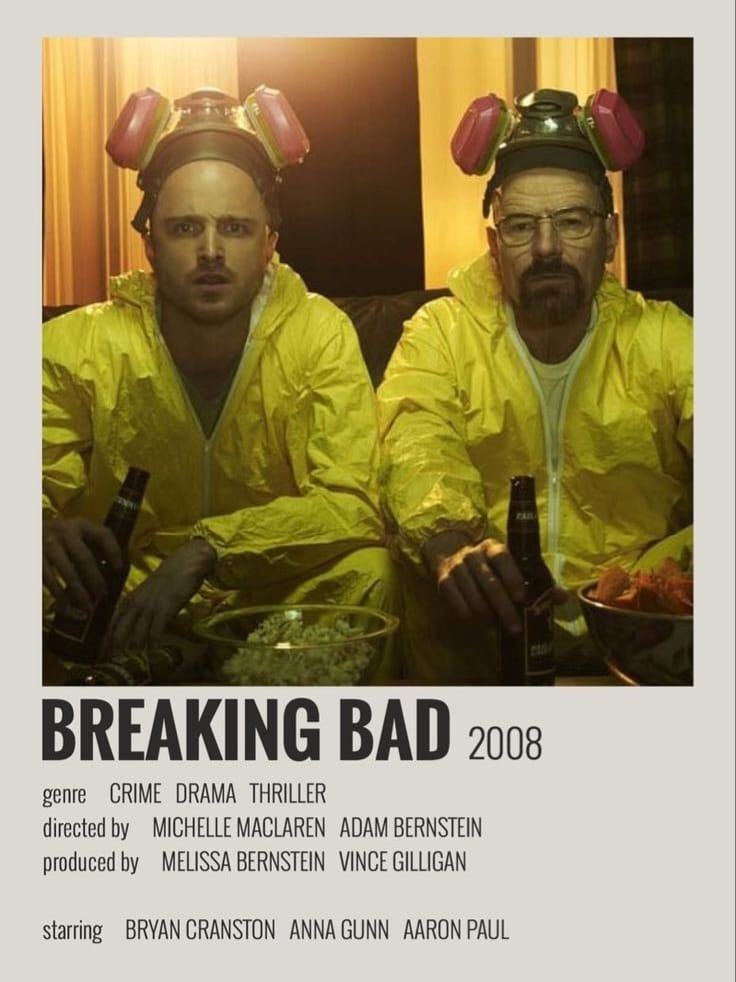 BREAKING BAD 2008
genre CRIME DRAMA THRILLER
directed by MICHELLE MACLAREN ADAM BERNSTEIN
produced by MELISSA BERNSTEIN VINCE GILLIGAN
starring BRYAN CRANSTON ANNA GUNN AARON PAUL